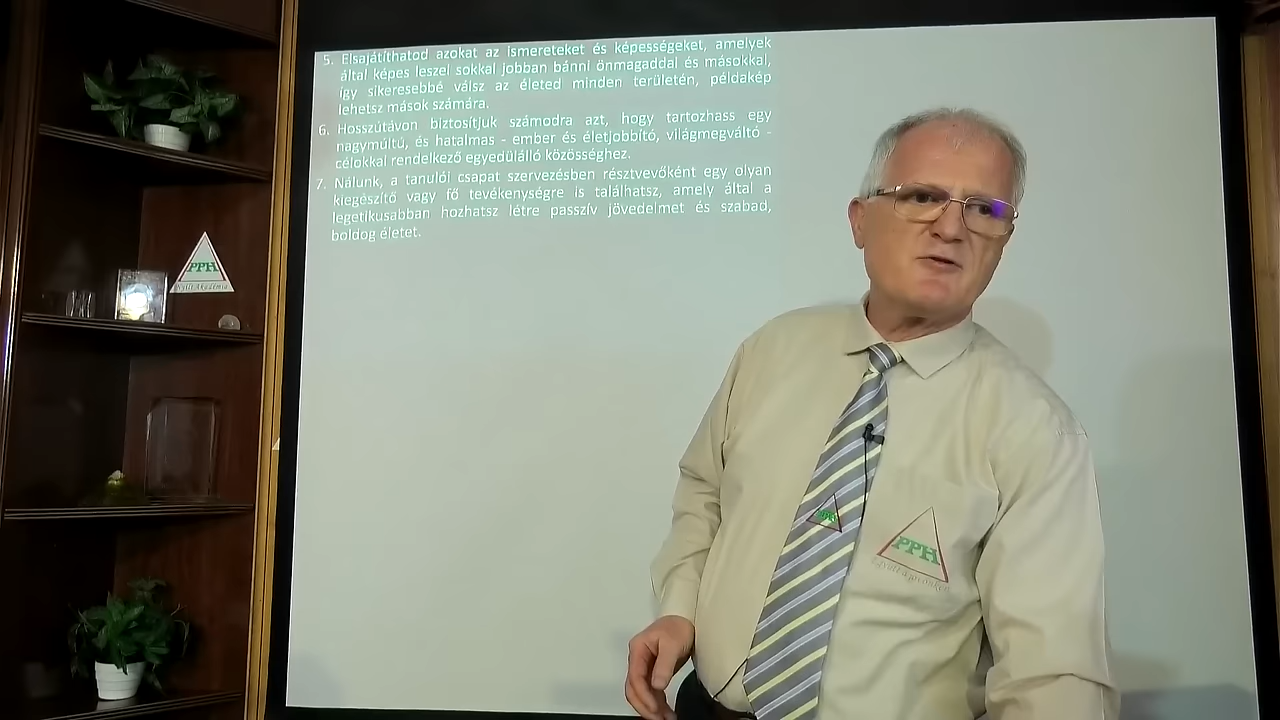 5. Elsajátíthatod azokat az ismereteket és képességeket, amelyek
által képes leszel sokkal jobban bánni önmagaddal és másokkal,
így sikeresebbé válsz az életed minden területén, példakép
lehetsz mások számára.
6. Hosszútávon biztosítjuk számodra azt, hogy tartozhass egy
nagymúltú, és hatalmas - ember és életjobbító, világmegváltó -
célokkal rendelkező egyedülálló közösséghez.
7. Nálunk, a tanulói csapat szervezésben résztvevőként egy olyan
kiegészítő vagy fő tevékenységre is találhatsz, amely által a
legetikusabban hozhatsz létre passzív jövedelmet és szabad,
boldog életet.
PPH
Nyílt Akadémia
PPH
PPH